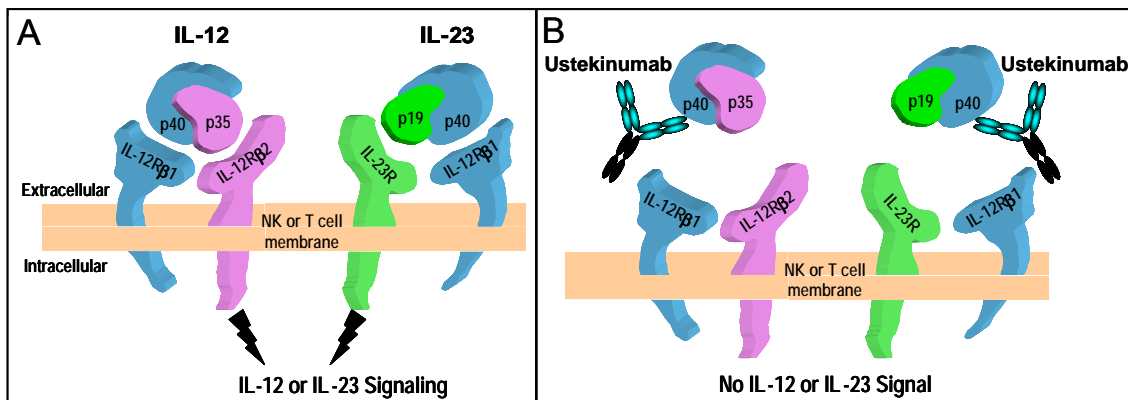 A
IL-12
IL-23
p40
p35
p19
p40
IL-12Rβ1
IL-12Rβ2
IL-23R
IL-12Rβ1
Extracellular
NK or T cell
membrane
Intracellular
IL-12 or IL-23 Signaling
B
Ustekinumab
Ustekinumab
p40
p35
p19
p40
IL-12Rβ1
IL-12Rβ2
IL-23R
IL-12Rβ1
NK or T cell
membrane
No IL-12 or IL-23 Signal